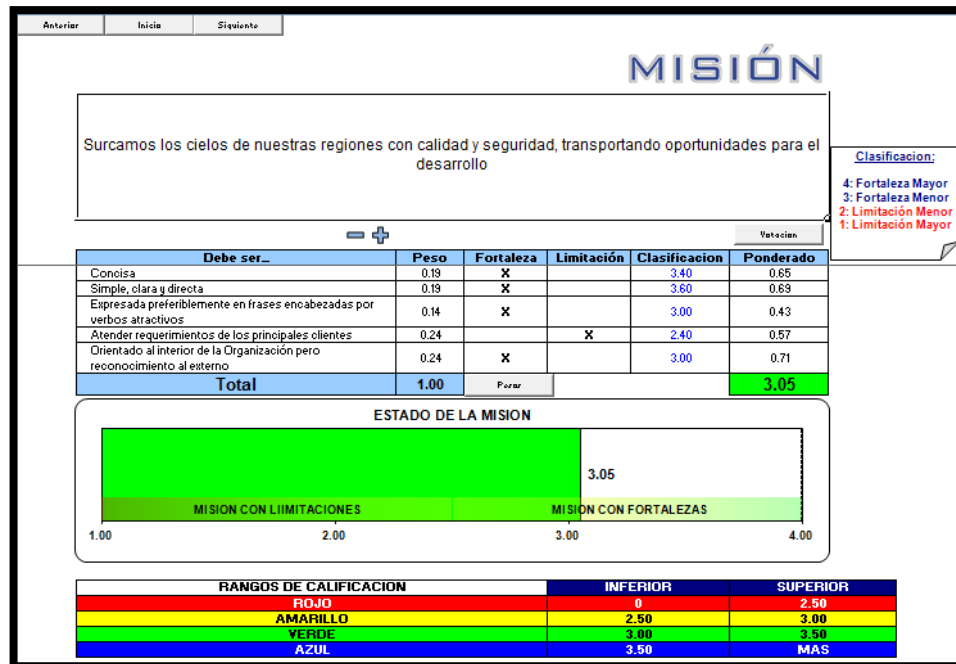 Anterior Inicio Siguiente
MISIÓN
Surcamos los cielos de nuestras regiones con calidad y seguridad, transportando oportunidades para el
desarrollo
Clasificacion:
4: Fortaleza Mayor
3: Fortaleza Menor
2: Limitación Menor
1: Limitación Mayor
Votacion
Debe ser... Peso Fortaleza Limitación Clasificacion Ponderado
Concisa 0.19 X 3.40 0.65
Simple, clara y directa 0.19 X 3.60 0.69
Expresada preferiblemente en frases encabezadas por
verbos atractivos 0.14 X 3.00 0.43
Atender requerimientos de los principales clientes 0.24 X 2.40 0.57
Orientado al interior de la Organización pero
reconocimiento al externo 0.24 X 3.00 0.71
Total 1.00 Pesos 3.05
ESTADO DE LA MISION
3.05
MISION CON LIIMITACIONES MISION CON FORTALEZAS
1.00 2.00 3.00 4.00
RANGOS DE CALIFICACION INFERIOR SUPERIOR
ROJO 0 2.50
AMARILLO 2.50 3.00
VERDE 3.00 3.50
AZUL 3.50 MAS